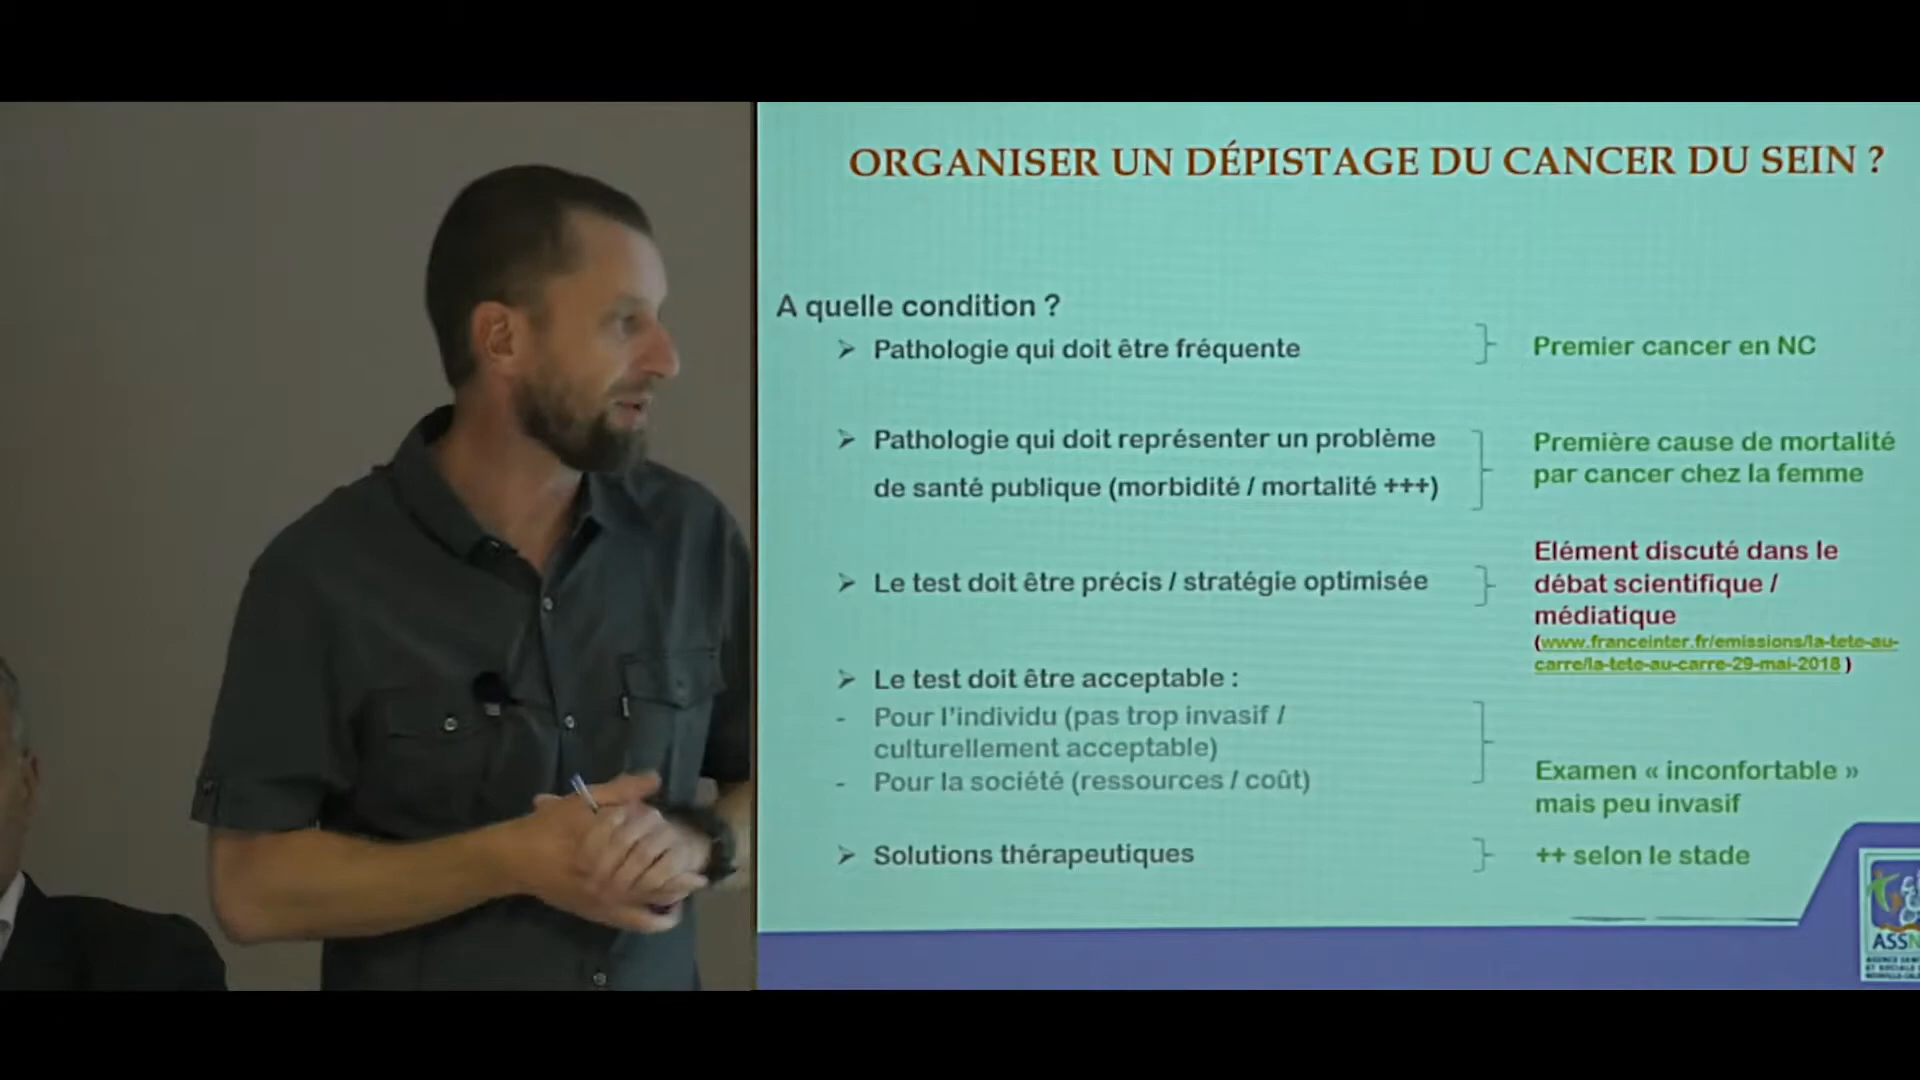 ORGANISER UN DÉPISTAGE DU CANCER DU SEIN ?
A quelle condition ?
➢ Pathologie qui doit être fréquente
Premier cancer en NC
➢ Pathologie qui doit représenter un problème
de santé publique (morbidité / mortalité +++)
Première cause de mortalité
par cancer chez la femme
➢ Le test doit être précis / stratégie optimisée
Elément discuté dans le
débat scientifique /
médiatique
(www.franceinter.fr/emissions/la-tete-au-
carre/la-tete-au-carre-29-mai-2018 )
➢ Le test doit être acceptable :
- Pour l'individu (pas trop invasif /
culturellement acceptable)
- Pour la société (ressources / coût)
Examen « inconfortable »
mais peu invasif
➢ Solutions thérapeutiques
++ selon le stade
ASSN